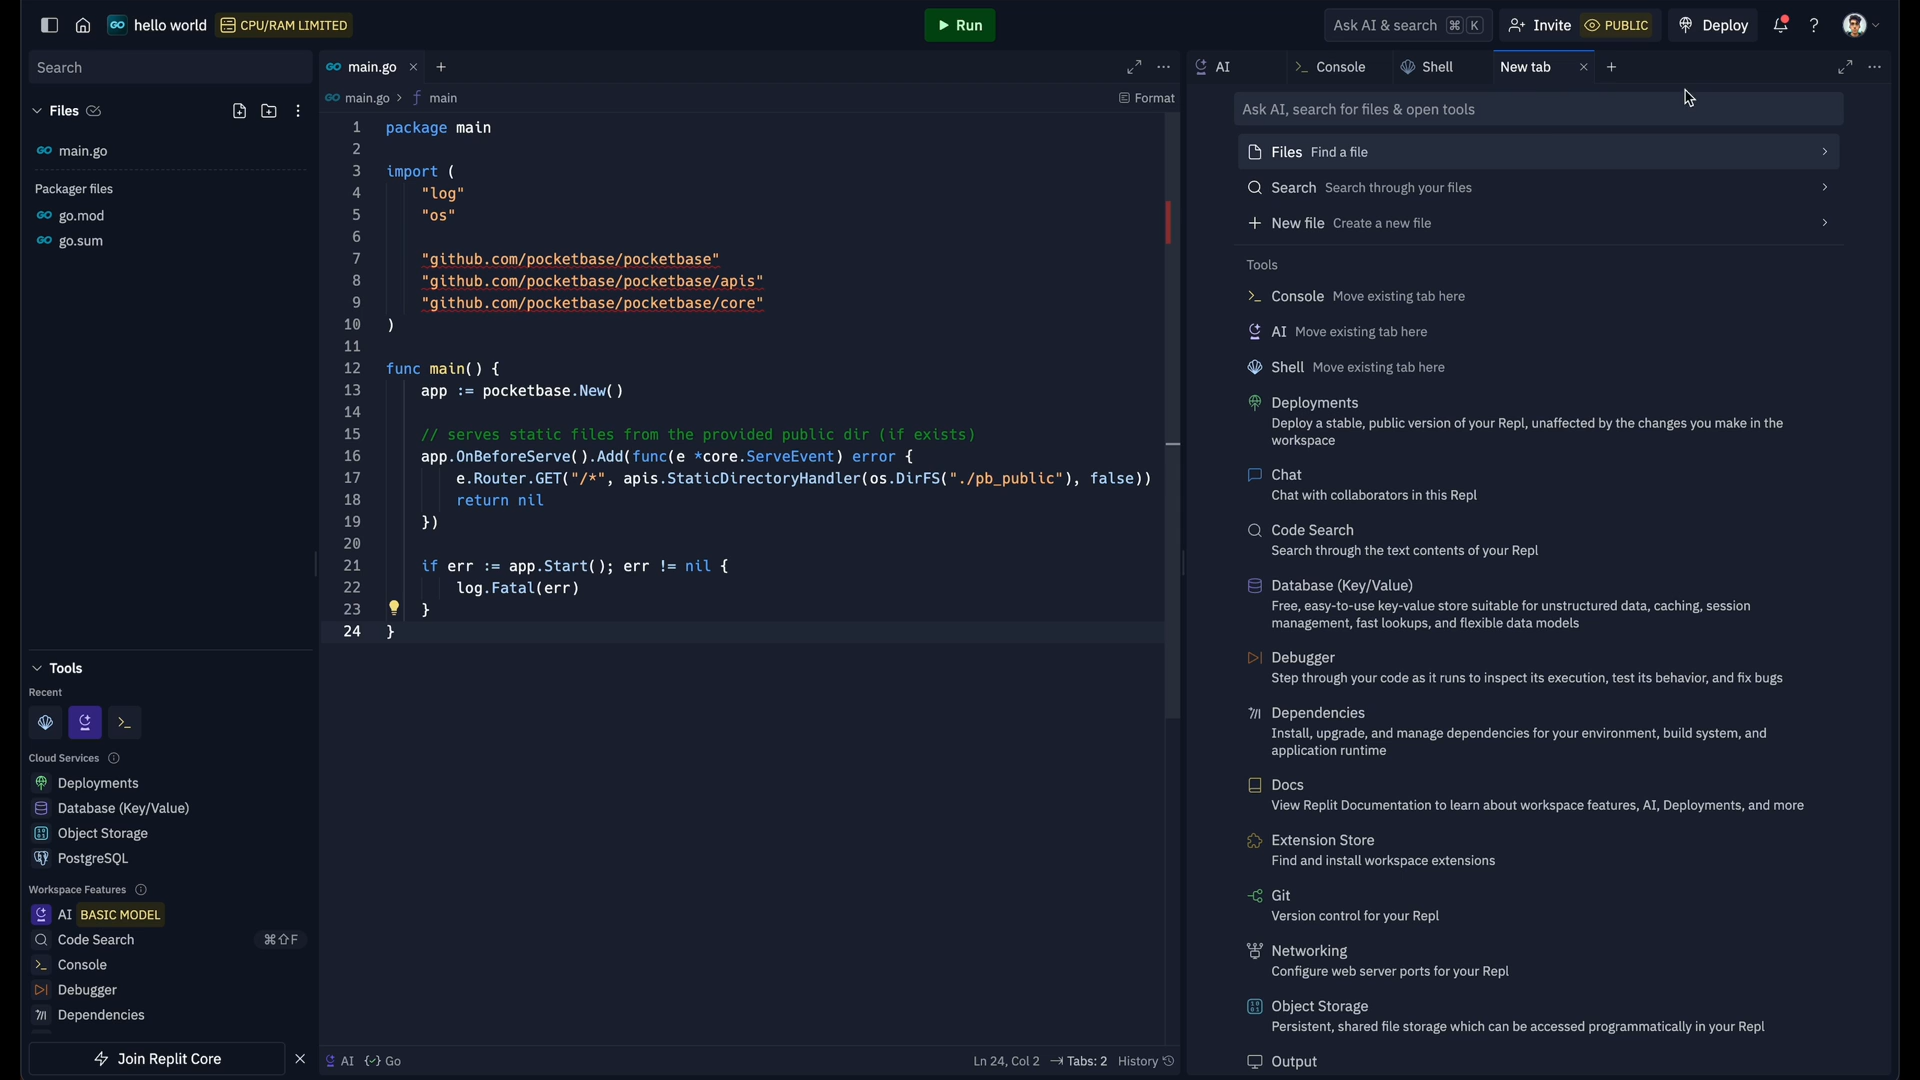 hello world
CPU/RAM LIMITED
Run
Ask AI & search ⌘ K
Invite
PUBLIC
Deploy
Search
Files
main.go
Packager files
go.mod
go.sum
Tools
Recent
Cloud Services
Deployments
Database (Key/Value)
Object Storage
PostgreSQL
Workspace Features
AI BASIC MODEL
Code Search ⌘⇧F
Console
Debugger
Dependencies
Join Replit Core
main.go
main.go > main
Format
1 package main
2
3 import (
4 "log"
5 "os"
6
7 "github.com/pocketbase/pocketbase"
8 "github.com/pocketbase/pocketbase/apis"
9 "github.com/pocketbase/pocketbase/core"
10 )
11
12 func main() {
13 app := pocketbase.New()
14
15 // serves static files from the provided public dir (if exists)
16 app.OnBeforeServe().Add(func(e *core.ServeEvent) error {
17 e.Router.GET("/*", apis.StaticDirectoryHandler(os.DirFS("./pb_public"), false))
18 return nil
19 })
20
21 if err := app.Start(); err != nil {
22 log.Fatal(err)
23 }
24 }
AI
Go
Ln 24, Col 2
Tabs: 2
History
AI
Console
Shell
New tab
Ask AI, search for files & open tools
Files Find a file
Search Search through your files
New file Create a new file
Tools
Console Move existing tab here
AI Move existing tab here
Shell Move existing tab here
Deployments
Deploy a stable, public version of your Repl, unaffected by the changes you make in the
workspace
Chat
Chat with collaborators in this Repl
Code Search
Search through the text contents of your Repl
Database (Key/Value)
Free, easy-to-use key-value store suitable for unstructured data, caching, session
management, fast lookups, and flexible data models
Debugger
Step through your code as it runs to inspect its execution, test its behavior, and fix bugs
Dependencies
Install, upgrade, and manage dependencies for your environment, build system, and
application runtime
Docs
View Replit Documentation to learn about workspace features, AI, Deployments, and more
Extension Store
Find and install workspace extensions
Git
Version control for your Repl
Networking
Configure web server ports for your Repl
Object Storage
Persistent, shared file storage which can be accessed programmatically in your Repl
Output